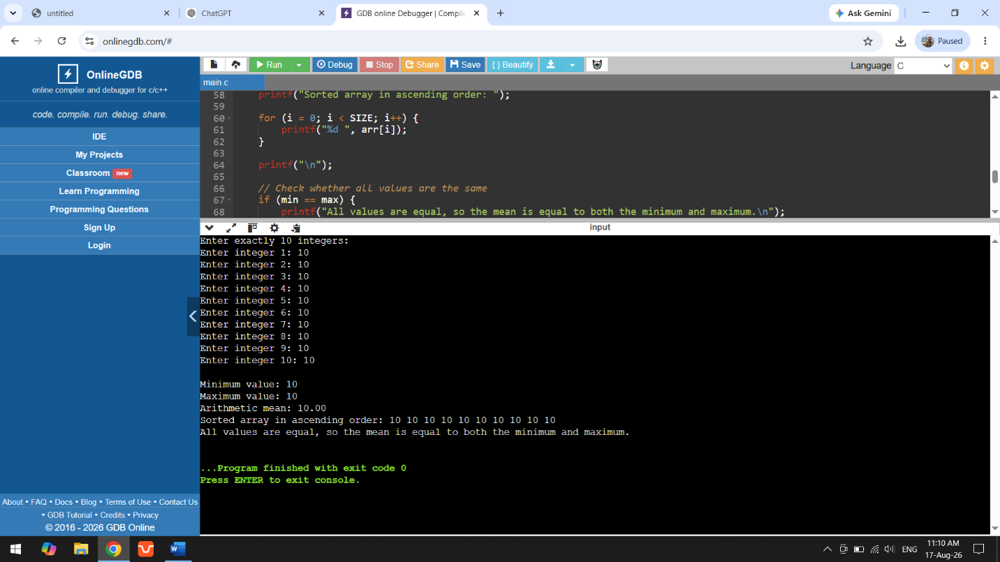 untitled
ChatGPT
GDB online Debugger | Compile
Ask Gemini
onlinegdb.com/#
Paused
OnlineGDB
online compiler and debugger for c/c++
code. compile. run. debug. share.
IDE
My Projects
Classroom new
Learn Programming
Programming Questions
Sign Up
Login
About • FAQ • Docs • Blog • Terms of Use • Contact Us
• GDB Tutorial • Credits • Privacy
© 2016 - 2026 GDB Online
Run Debug Stop Share Save { } Beautify
Language C
main.c
58 printf("Sorted array in ascending order: ");
59
60 for (i = 0; i < SIZE; i++) {
61 printf("%d ", arr[i]);
62 }
63
64 printf("\n");
65
66 // Check whether all values are the same
67 if (min == max) {
68 printf("All values are equal, so the mean is equal to both the minimum and maximum.\n");
input
Enter exactly 10 integers:
Enter integer 1: 10
Enter integer 2: 10
Enter integer 3: 10
Enter integer 4: 10
Enter integer 5: 10
Enter integer 6: 10
Enter integer 7: 10
Enter integer 8: 10
Enter integer 9: 10
Enter integer 10: 10
Minimum value: 10
Maximum value: 10
Arithmetic mean: 10.00
Sorted array in ascending order: 10 10 10 10 10 10 10 10 10 10
All values are equal, so the mean is equal to both the minimum and maximum.
...Program finished with exit code 0
Press ENTER to exit console.
ENG
11:10 AM
17-Aug-26